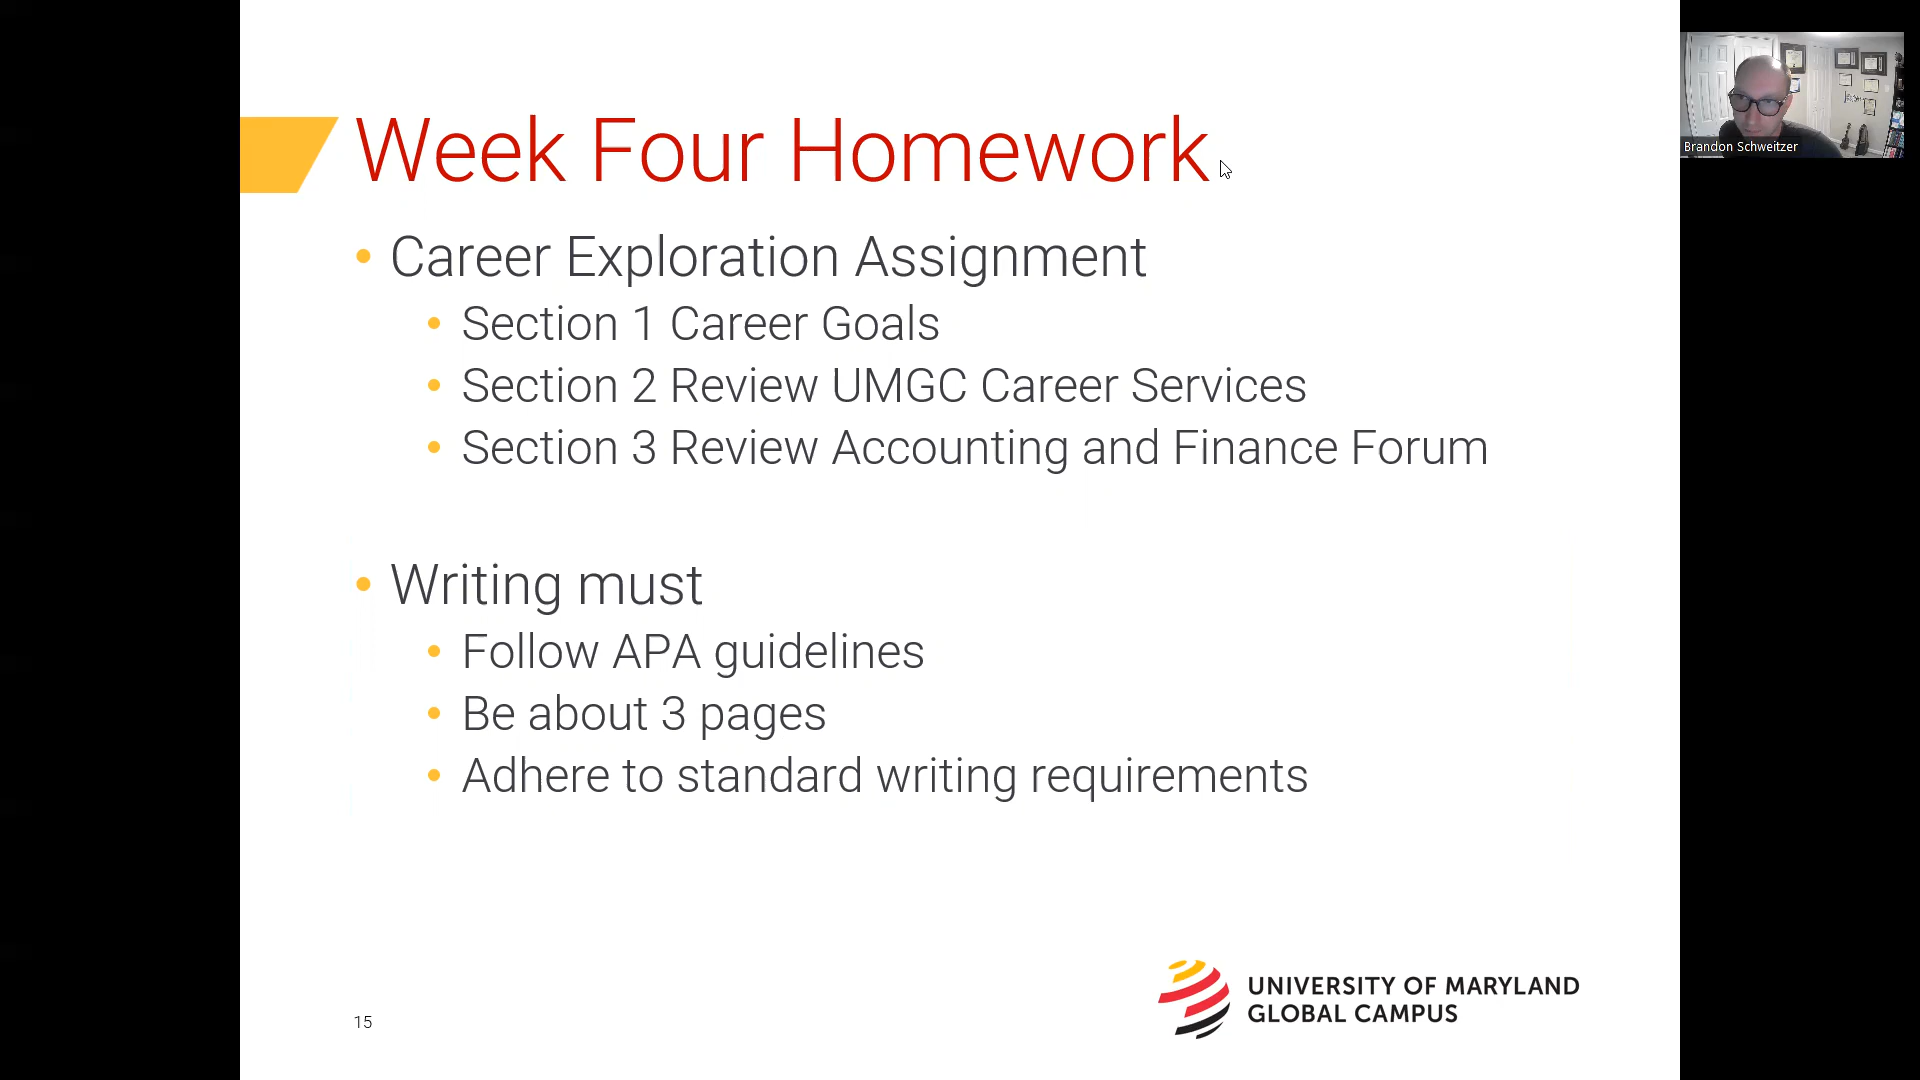 Week Four Homework
• Career Exploration Assignment
• Section 1 Career Goals
• Section 2 Review UMGC Career Services
• Section 3 Review Accounting and Finance Forum
• Writing must
• Follow APA guidelines
• Be about 3 pages
• Adhere to standard writing requirements
15
UNIVERSITY OF MARYLAND
GLOBAL CAMPUS
Brandon Schweitzer